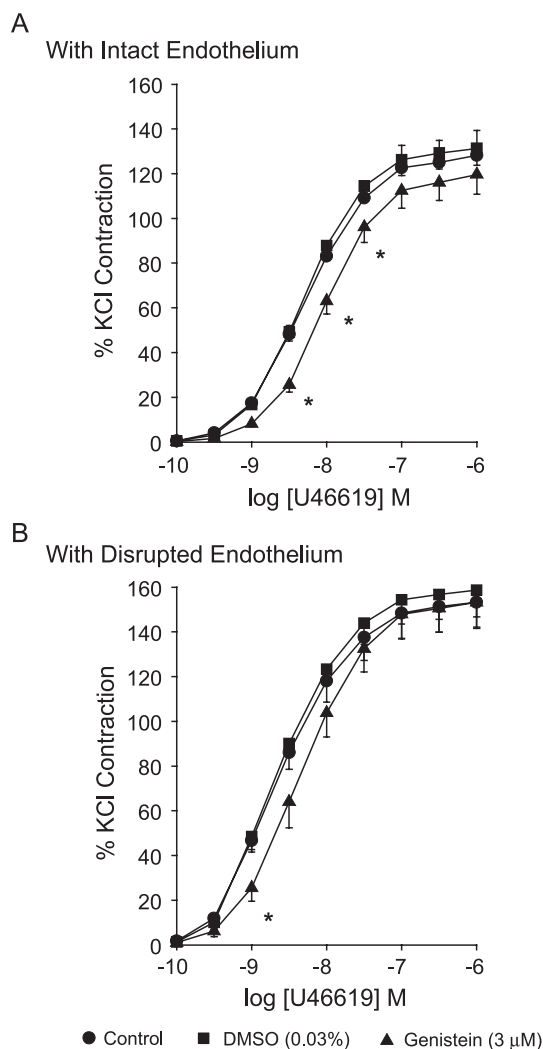 A
With Intact Endothelium
160
140
120
100
80
60
40
20
0
% KCl Contraction
*
*
*
-10 -9 -8 -7 -6
log [U46619] M
B
With Disrupted Endothelium
160
140
120
100
80
60
40
20
0
% KCl Contraction
*
-10 -9 -8 -7 -6
log [U46619] M
Control DMSO (0.03%) Genistein (3 µM)